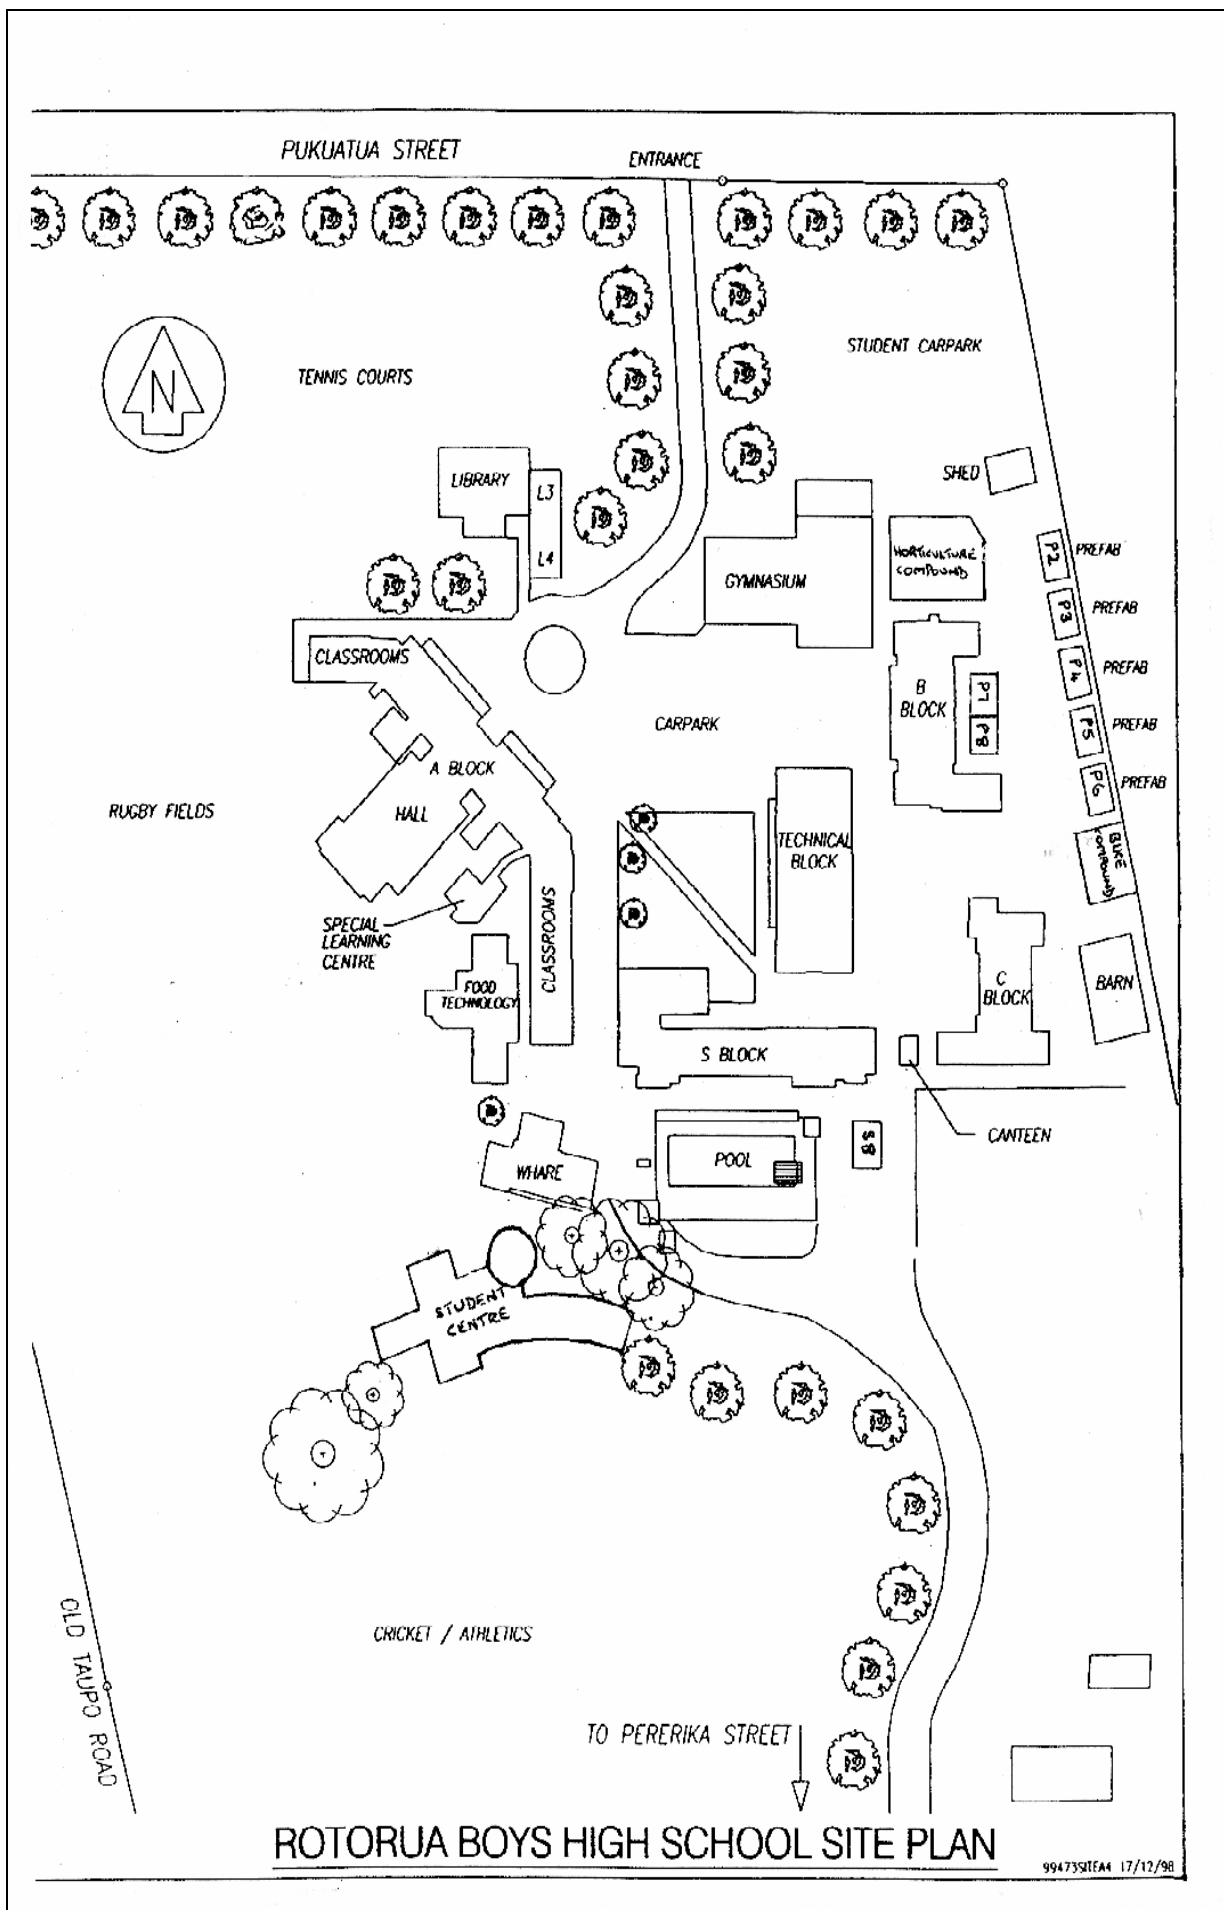 PUKUATUA STREET
ENTRANCE
N
TENNIS COURTS
STUDENT CARPARK
LIBRARY
L3
L4
SHED
GYMNASIUM
HORTICULTURE
COMPOUND
P2
PREFAB
P3
PREFAB
P4
PREFAB
P5
PREFAB
P6
PREFAB
CLASSROOMS
B
BLOCK
P7
P8
CARPARK
A BLOCK
HALL
RUGBY FIELDS
TECHNICAL
BLOCK
BIKE
COMPOUND
SPECIAL
LEARNING
CENTRE
CLASSROOMS
FOOD
TECHNOLOGY
C
BLOCK
BARN
S BLOCK
CANTEEN
S8
POOL
WHARE
STUDENT
CENTRE
CRICKET / ATHLETICS
OLD TAUPO ROAD
TO PERERIKA STREET
ROTORUA BOYS HIGH SCHOOL SITE PLAN
99473SITEA4 17/12/98